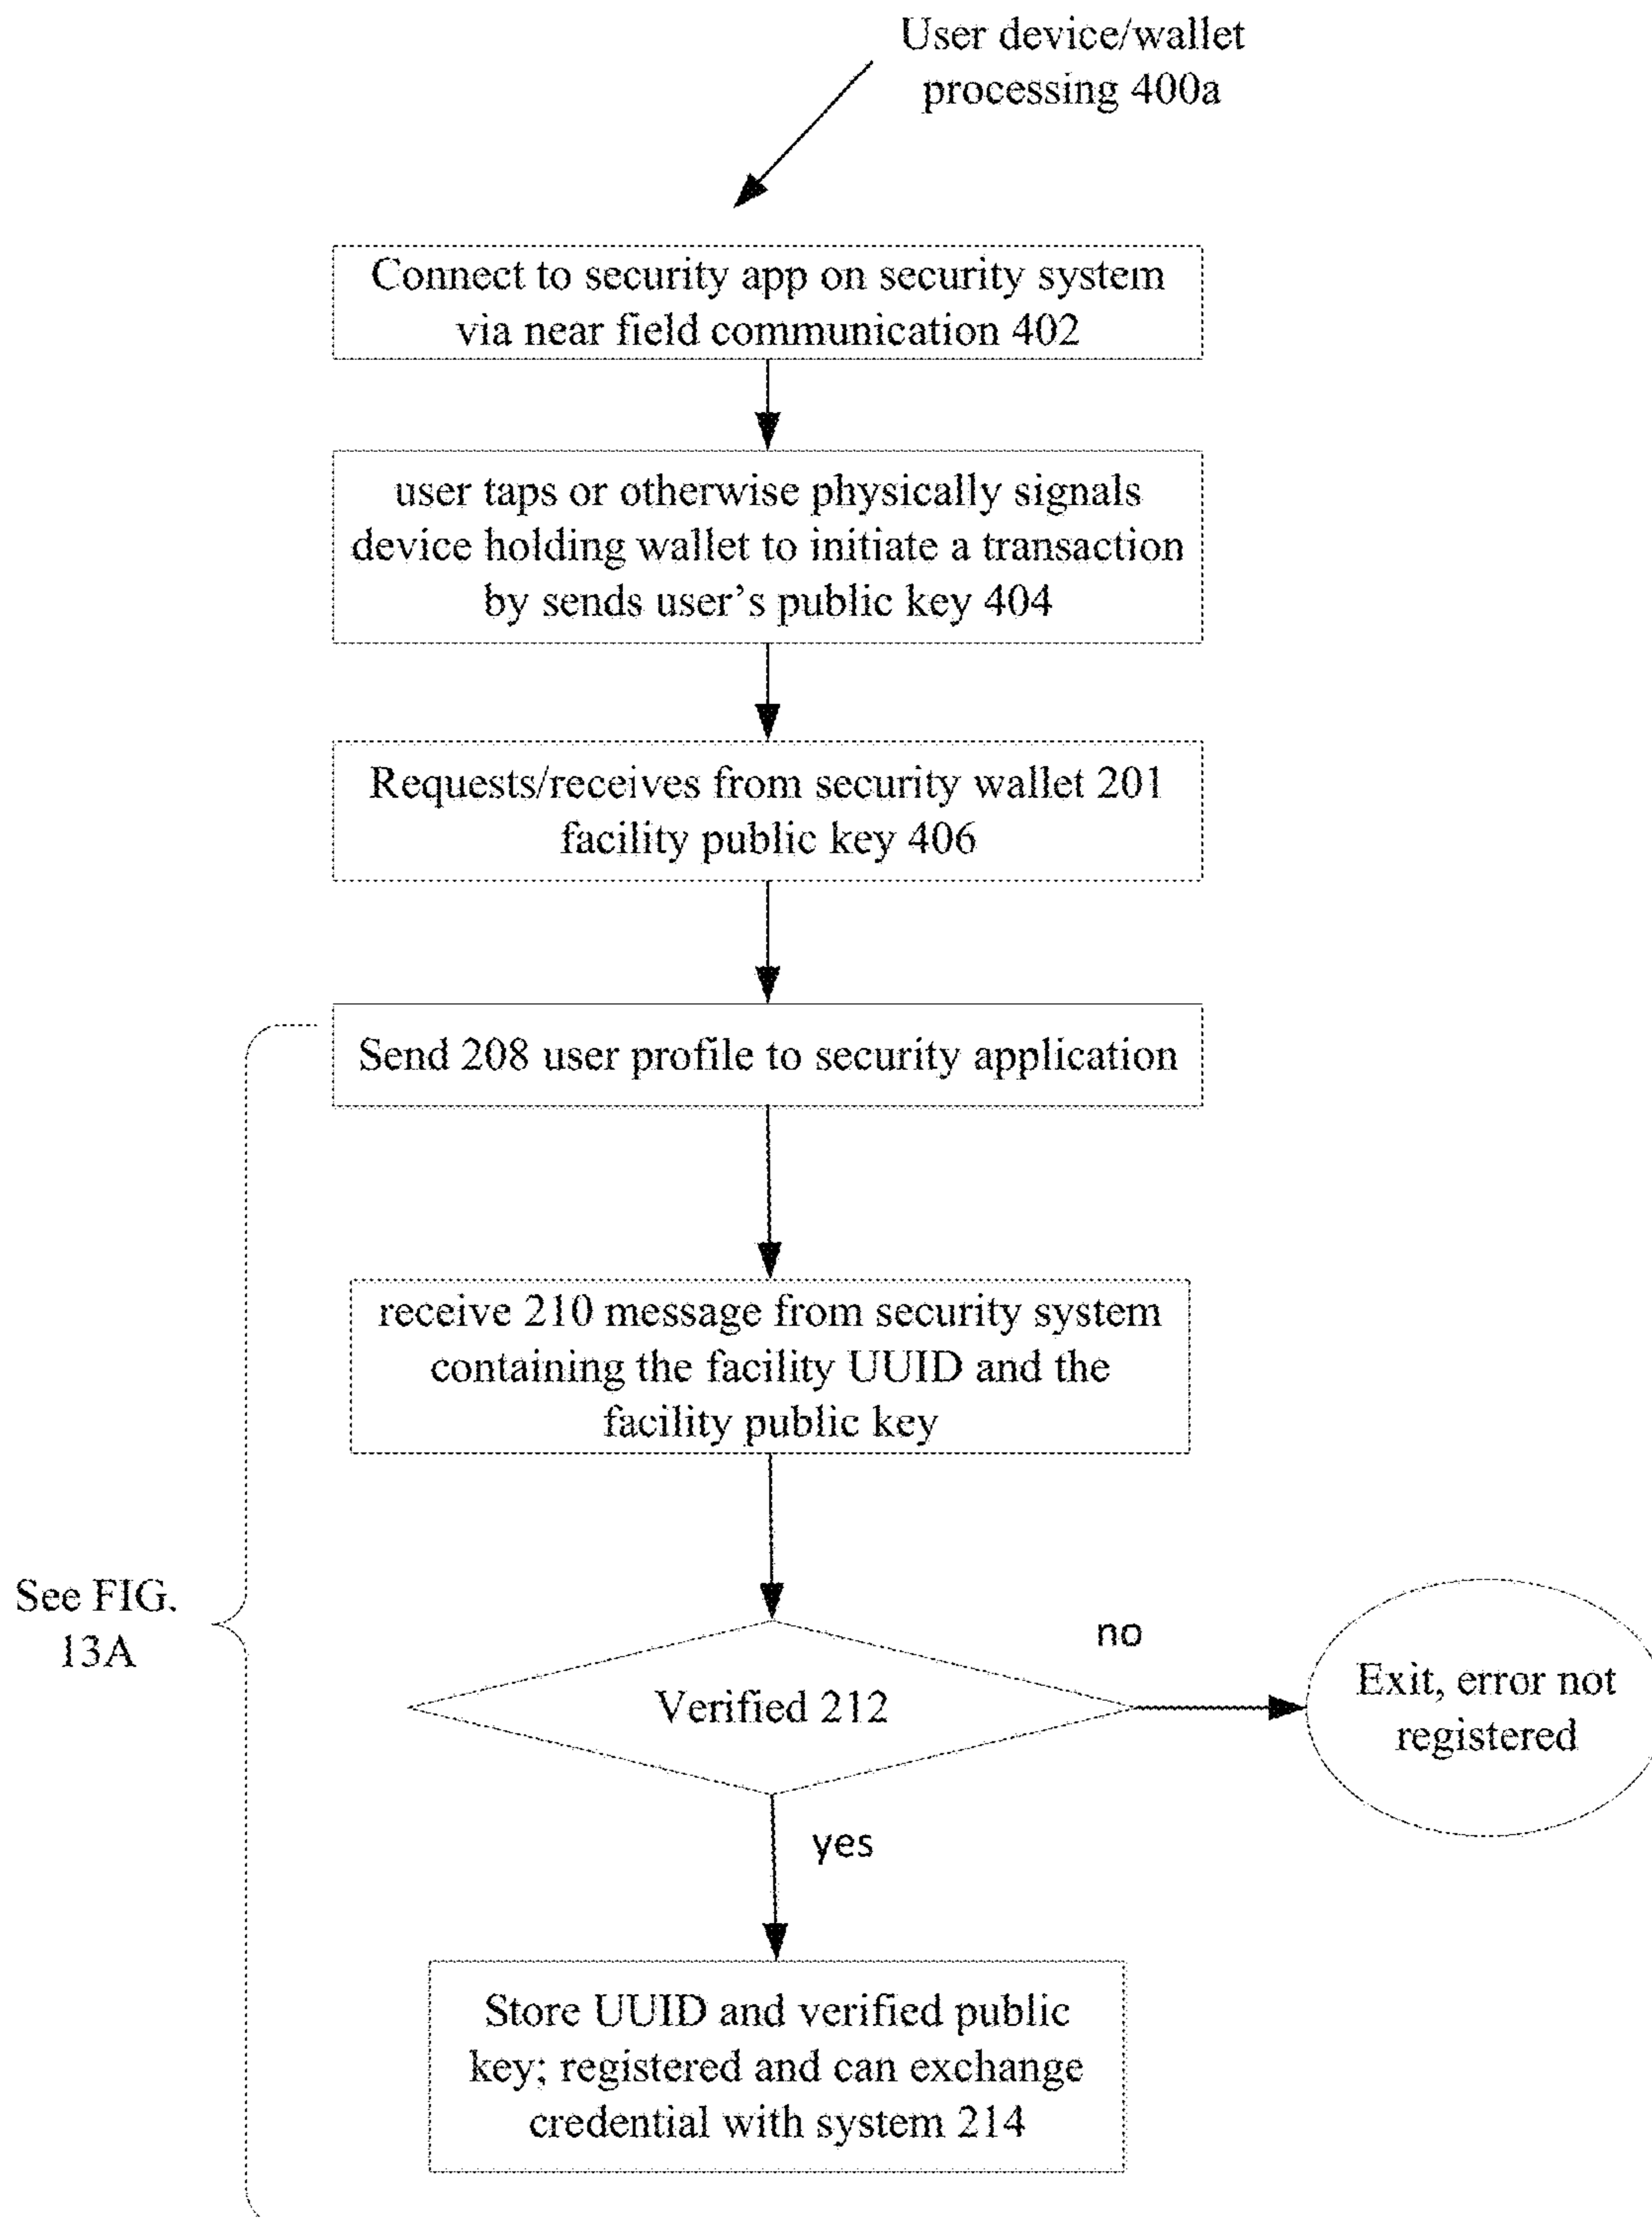 User device/wallet
processing 400a
Connect to security app on security system
via near field communication 402
user taps or otherwise physically signals
device holding wallet to initiate a transaction
by sends user's public key 404
Requests/receives from security wallet 201
facility public key 406
Send 208 user profile to security application
receive 210 message from security system
containing the facility UUID and the
facility public key
See FIG.
13A
Verified 212
no
Exit, error not
registered
yes
Store UUID and verified public
key; registered and can exchange
credential with system 214